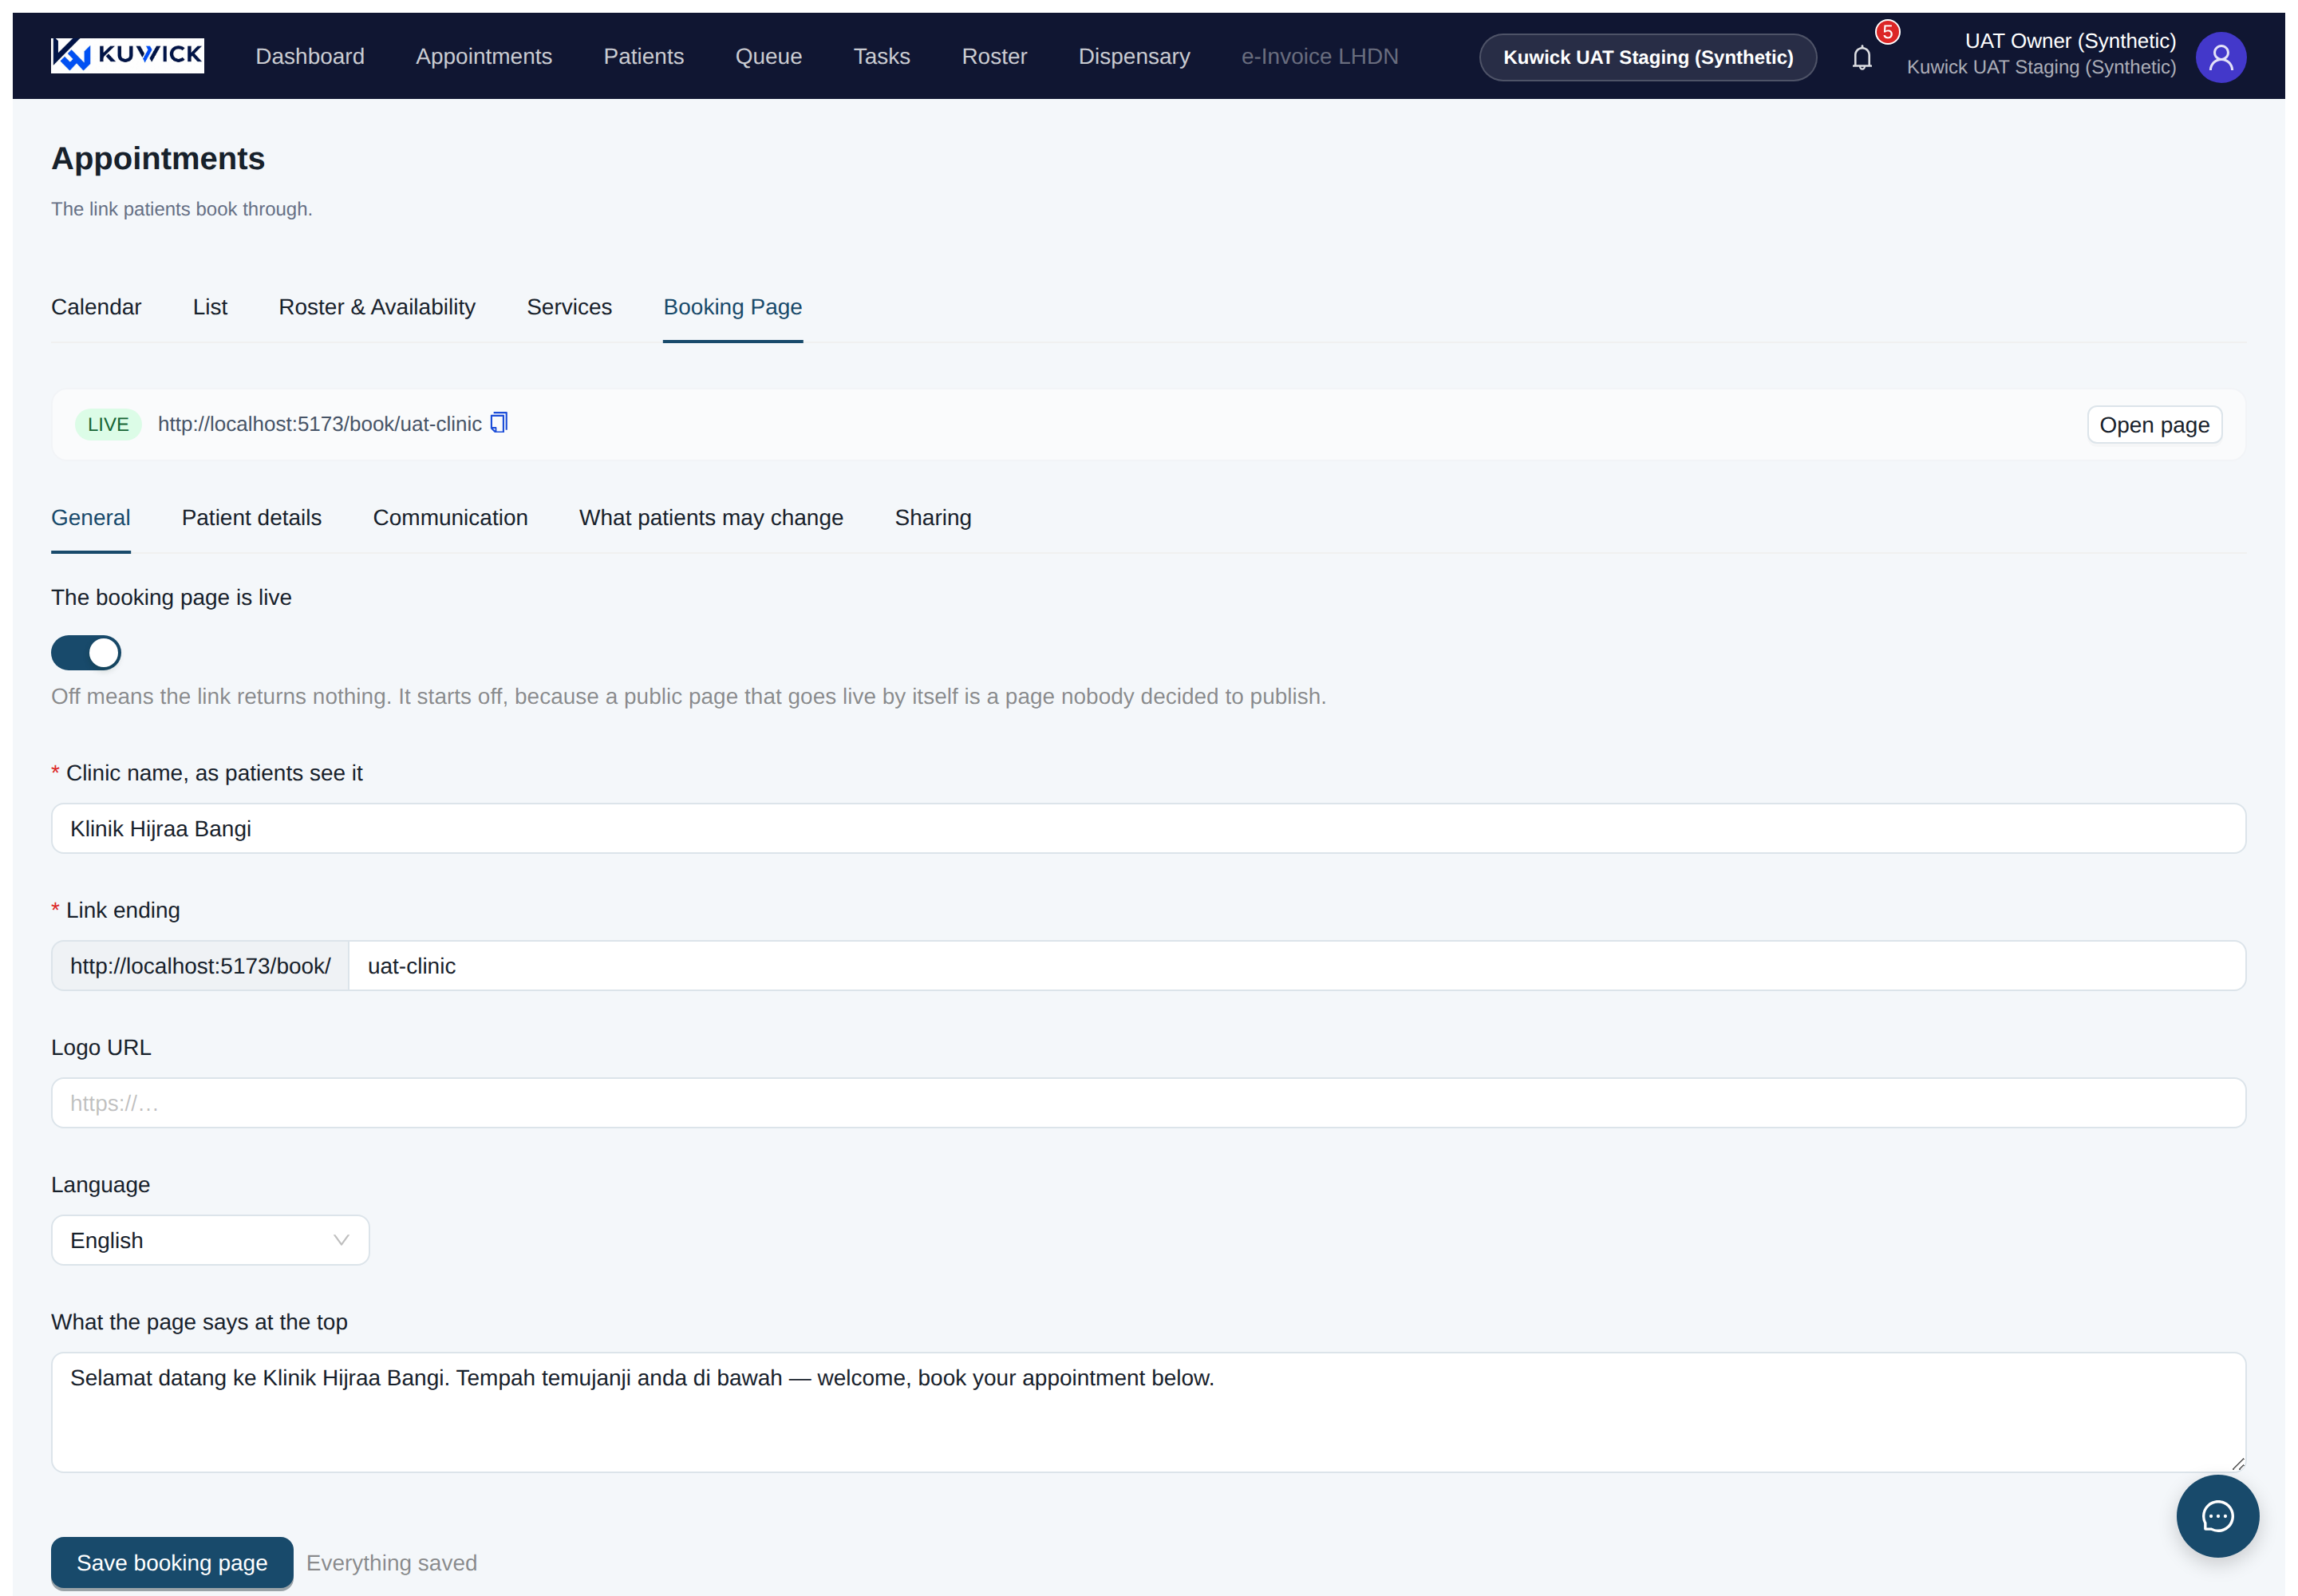 KUWICK
Dashboard
Appointments
Patients
Queue
Tasks
Roster
Dispensary
e-Invoice LHDN
Kuwick UAT Staging (Synthetic)
5
UAT Owner (Synthetic)
Kuwick UAT Staging (Synthetic)
Appointments
The link patients book through.
Calendar
List
Roster & Availability
Services
Booking Page
LIVE
http://localhost:5173/book/uat-clinic
Open page
General
Patient details
Communication
What patients may change
Sharing
The booking page is live
Off means the link returns nothing. It starts off, because a public page that goes live by itself is a page nobody decided to publish.
* Clinic name, as patients see it
Klinik Hijraa Bangi
* Link ending
http://localhost:5173/book/
uat-clinic
Logo URL
https://…
Language
English
What the page says at the top
Selamat datang ke Klinik Hijraa Bangi. Tempah temujanji anda di bawah — welcome, book your appointment below.
Save booking page
Everything saved